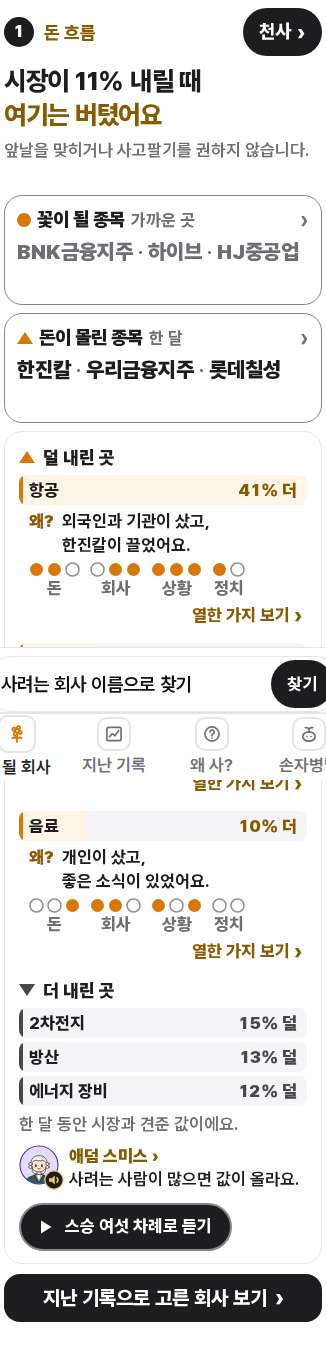 1 돈 흐름
천사 ›
시장이 11% 내릴 때
여기는 버텼어요
앞날을 맞히거나 사고팔기를 권하지 않습니다.
꽃이 될 종목 가까운 곳 ›
BNK금융지주 · 하이브 · HJ중공업
돈이 몰린 종목 한 달 ›
한진칼 · 우리금융지주 · 롯데칠성
덜 내린 곳
항공 41% 더
왜? 외국인과 기관이 샀고,
한진칼이 끌었어요.
돈 회사 상황 정치
열한 가지 보기 ›
사려는 회사 이름으로 찾기 찾기
될 회사 지난 기록 왜 사? 손자병법
열한 가지 보기 ›
음료 10% 더
왜? 개인이 샀고,
좋은 소식이 있었어요.
돈 회사 상황 정치
열한 가지 보기 ›
더 내린 곳
2차전지 15% 덜
방산 13% 덜
에너지 장비 12% 덜
한 달 동안 시장과 견준 값이에요.
애덤 스미스 ›
사려는 사람이 많으면 값이 올라요.
스승 여섯 차례로 듣기
지난 기록으로 고른 회사 보기 ›